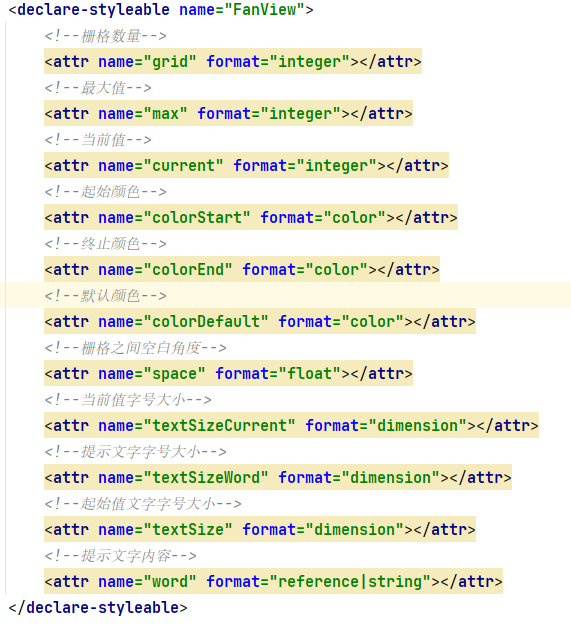 <declare-styleable name="FanView">
<!--栅格数量-->
<attr name="grid" format="integer"></attr>
<!--最大值-->
<attr name="max" format="integer"></attr>
<!--当前值-->
<attr name="current" format="integer"></attr>
<!--起始颜色-->
<attr name="colorStart" format="color"></attr>
<!--终止颜色-->
<attr name="colorEnd" format="color"></attr>
<!--默认颜色-->
<attr name="colorDefault" format="color"></attr>
<!--栅格之间空白角度-->
<attr name="space" format="float"></attr>
<!--当前值字号大小-->
<attr name="textSizeCurrent" format="dimension"></attr>
<!--提示文字字号大小-->
<attr name="textSizeWord" format="dimension"></attr>
<!--起始值文字字号大小-->
<attr name="textSize" format="dimension"></attr>
<!--提示文字内容-->
<attr name="word" format="reference|string"></attr>
</declare-styleable>